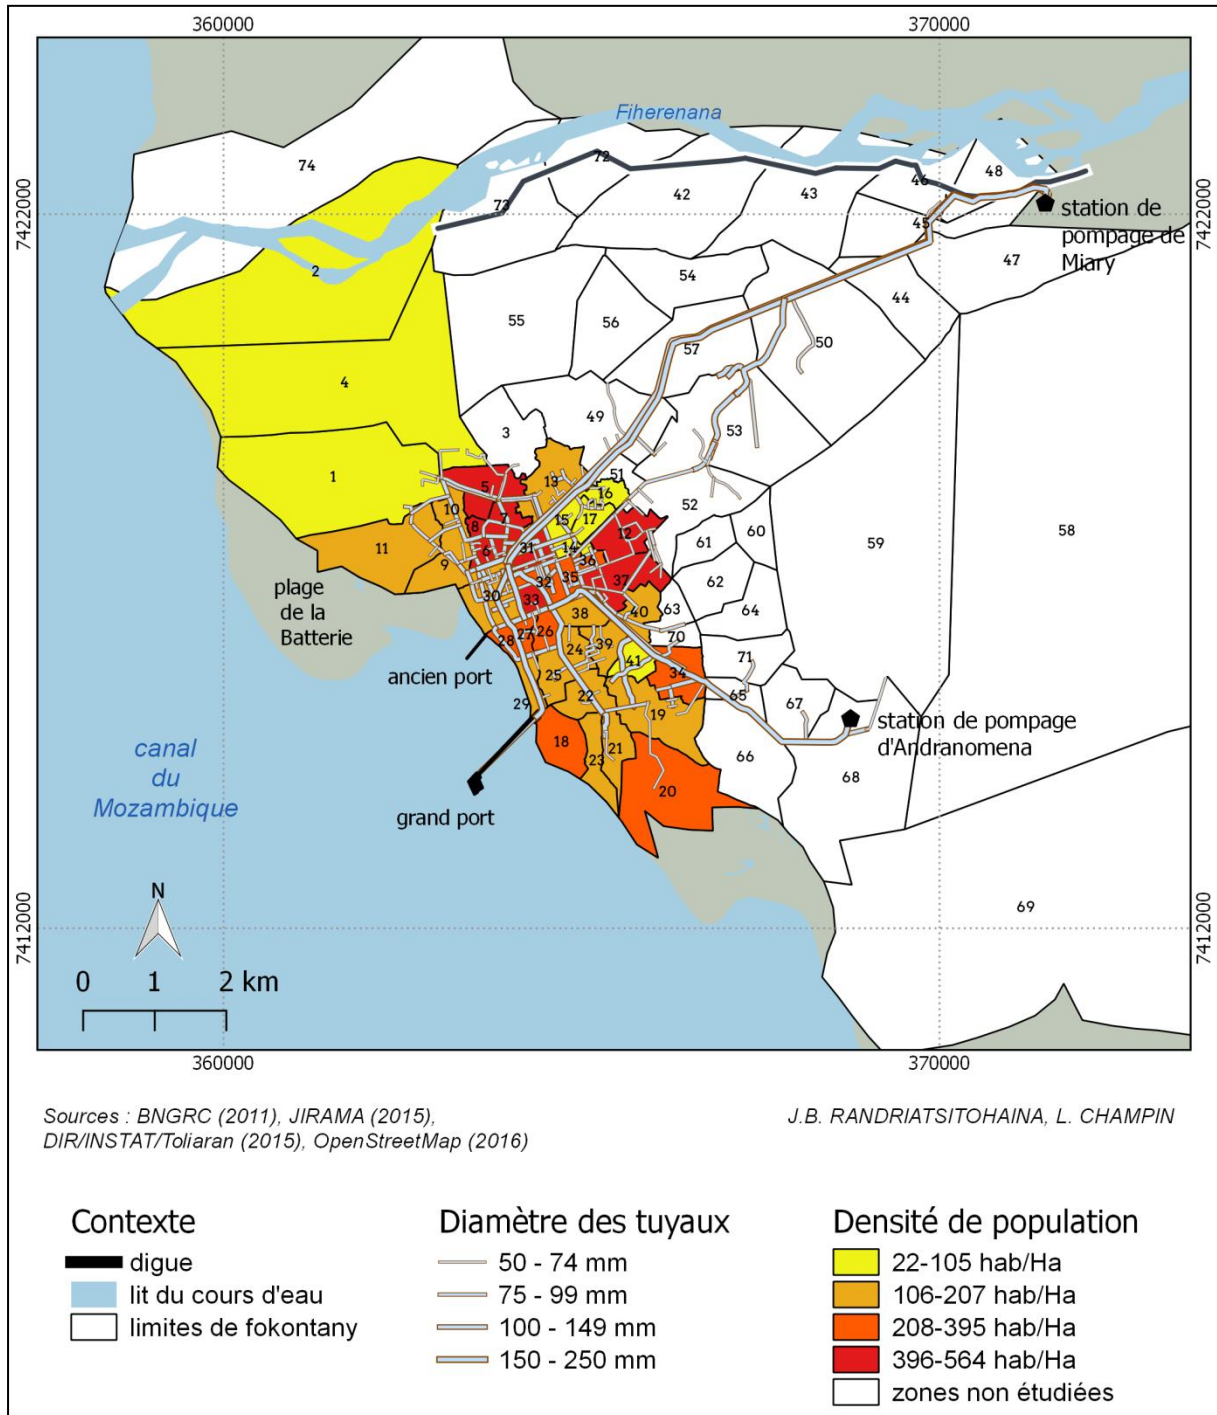 360000
370000
Fiherenana
74
72
73
42
43
46
48
7422000
7422000
45
station de
pompage de
Miary
47
2
54
44
55
56
57
50
4
3
49
53
1
5
13
51
16
10
15
17
52
7
8
12
60
58
59
11
6
31
14
61
9
36
35
37
62
plage
de la
Batterie
30
32
33
63
64
38
40
28
27
26
70
24
39
ancien port
41
71
34
25
22
65
67
29
19
station de pompage
d'Andranomena
canal
du
Mozambique
18
21
23
66
68
20
grand port
N
69
7412000
7412000
0 1 2 km
360000
370000
Sources : BNGRC (2011), JIRAMA (2015),
DIR/INSTAT/Toliaran (2015), OpenStreetMap (2016)
J.B. RANDRIATSITOHAINA, L. CHAMPIN
Contexte
digue
lit du cours d'eau
limites de fokontany
Diamètre des tuyaux
50 - 74 mm
75 - 99 mm
100 - 149 mm
150 - 250 mm
Densité de population
22-105 hab/Ha
106-207 hab/Ha
208-395 hab/Ha
396-564 hab/Ha
zones non étudiées